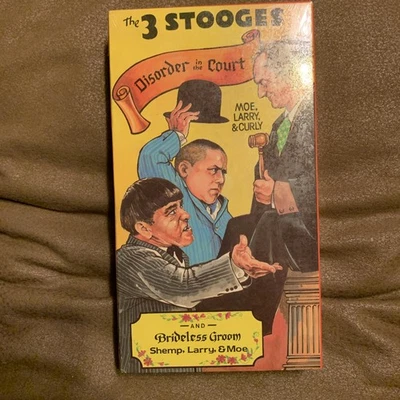 The 3 STOOGES
Disorder in the Court
MOE,
LARRY,
& CURLY
AND
Brideless Groom
Shemp, Larry, & Moe